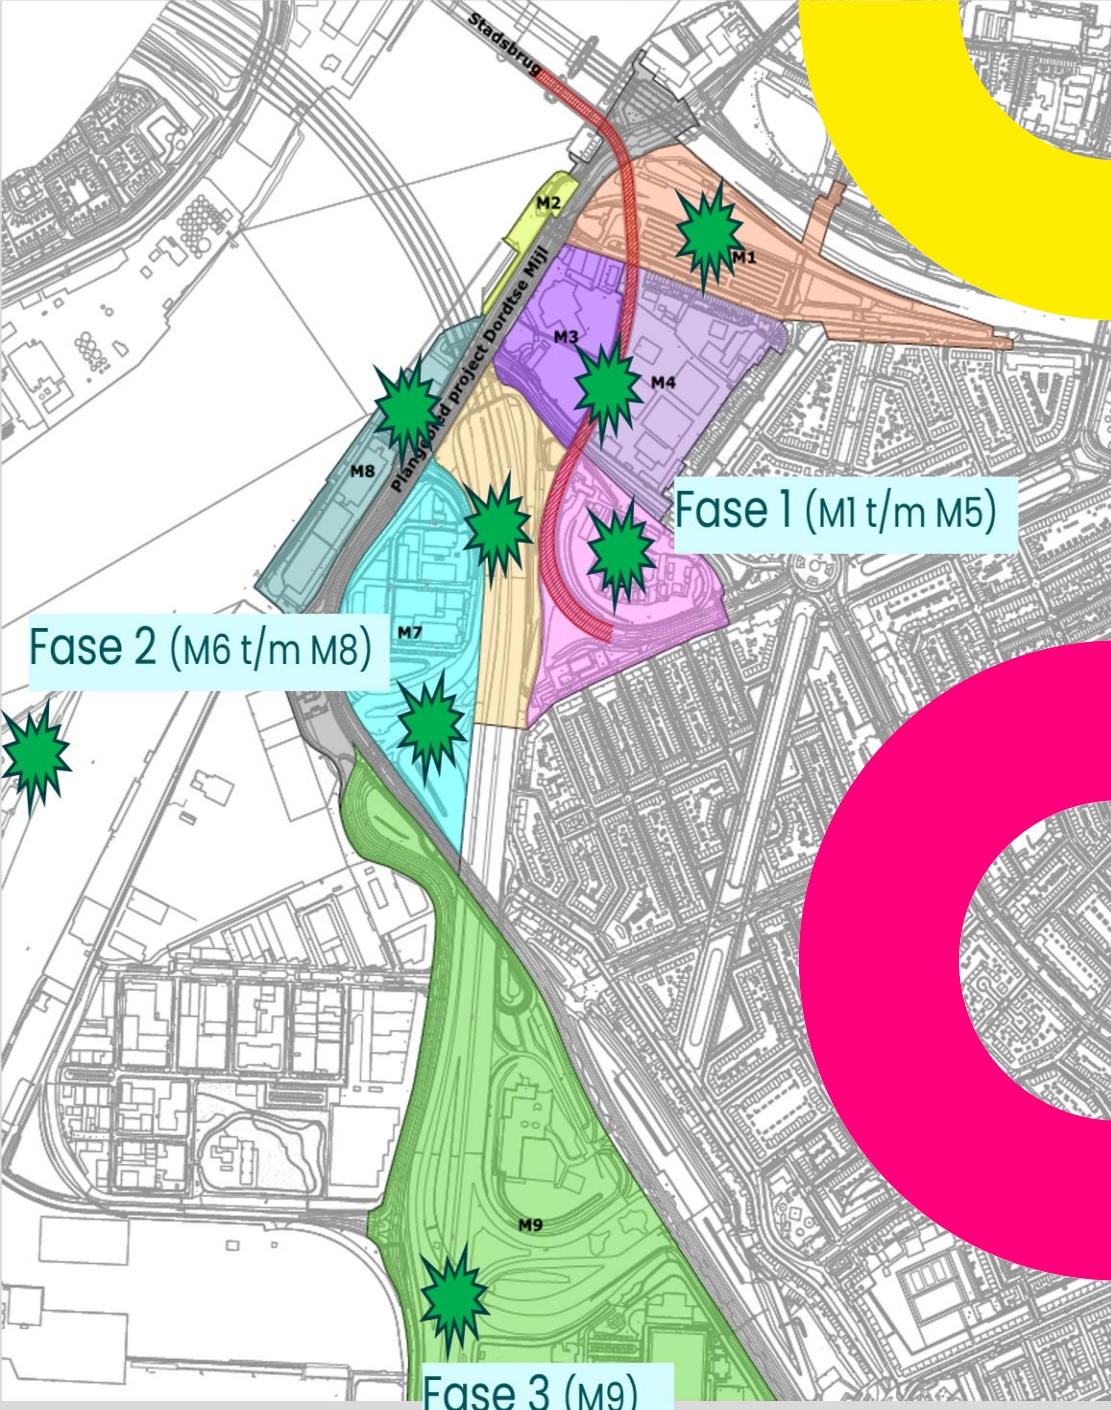 Stadsbrug
M2
M1
Plangebied project Dordtse Mijl
M3
M4
M8
Fase 1 (M1 t/m M5)
M7
Fase 2 (M6 t/m M8)
M9
Fase 3 (M9)